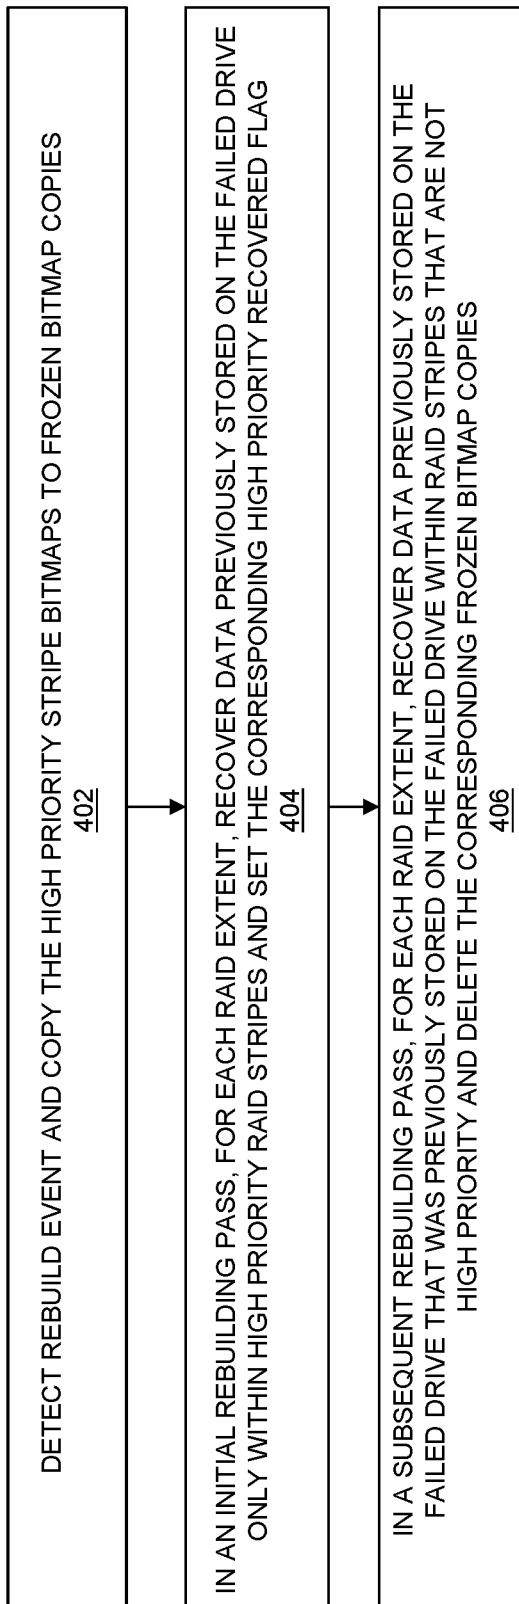 DETECT REBUILD EVENT AND COPY THE HIGH PRIORITY STRIPE BITMAPS TO FROZEN BITMAP COPIES
402
IN AN INITIAL REBUILDING PASS, FOR EACH RAID EXTENT, RECOVER DATA PREVIOUSLY STORED ON THE FAILED DRIVE
ONLY WITHIN HIGH PRIORITY RAID STRIPES AND SET THE CORRESPONDING HIGH PRIORITY RECOVERED FLAG
404
IN A SUBSEQUENT REBUILDING PASS, FOR EACH RAID EXTENT, RECOVER DATA PREVIOUSLY STORED ON THE
FAILED DRIVE THAT WAS PREVIOUSLY STORED ON THE FAILED DRIVE WITHIN RAID STRIPES THAT ARE NOT
HIGH PRIORITY AND DELETE THE CORRESPONDING FROZEN BITMAP COPIES
406